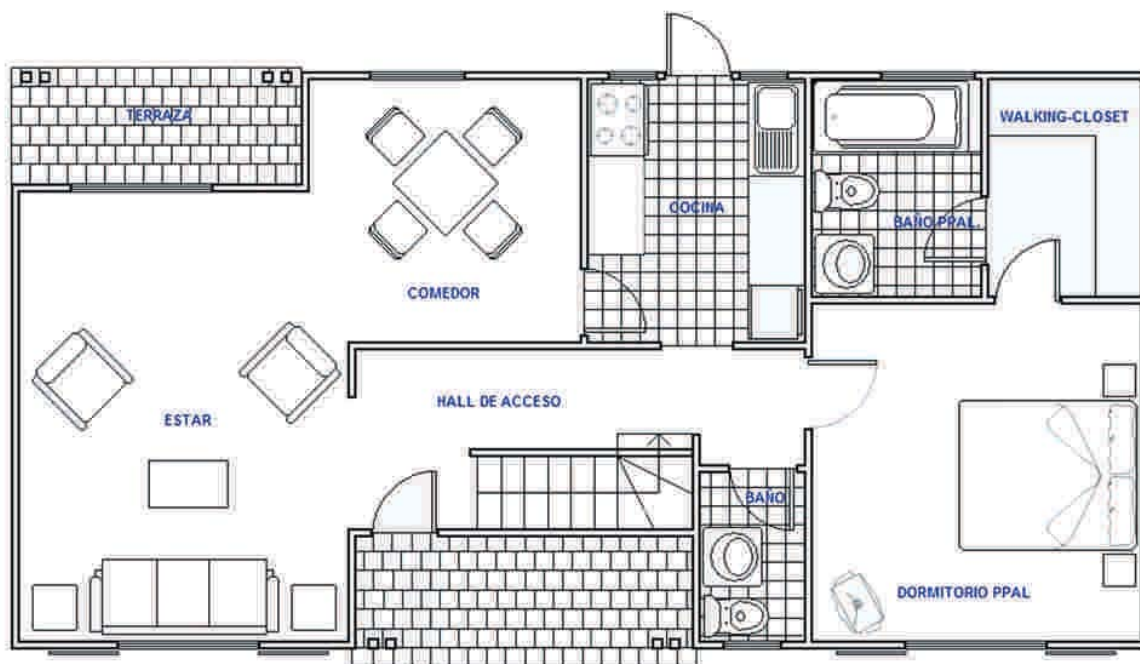 TERRAZA
WALKING-CLOSET
COCINA
BAÑO PPAL.
COMEDOR
HALL DE ACCESO
ESTAR
BAÑO
DORMITORIO PPAL